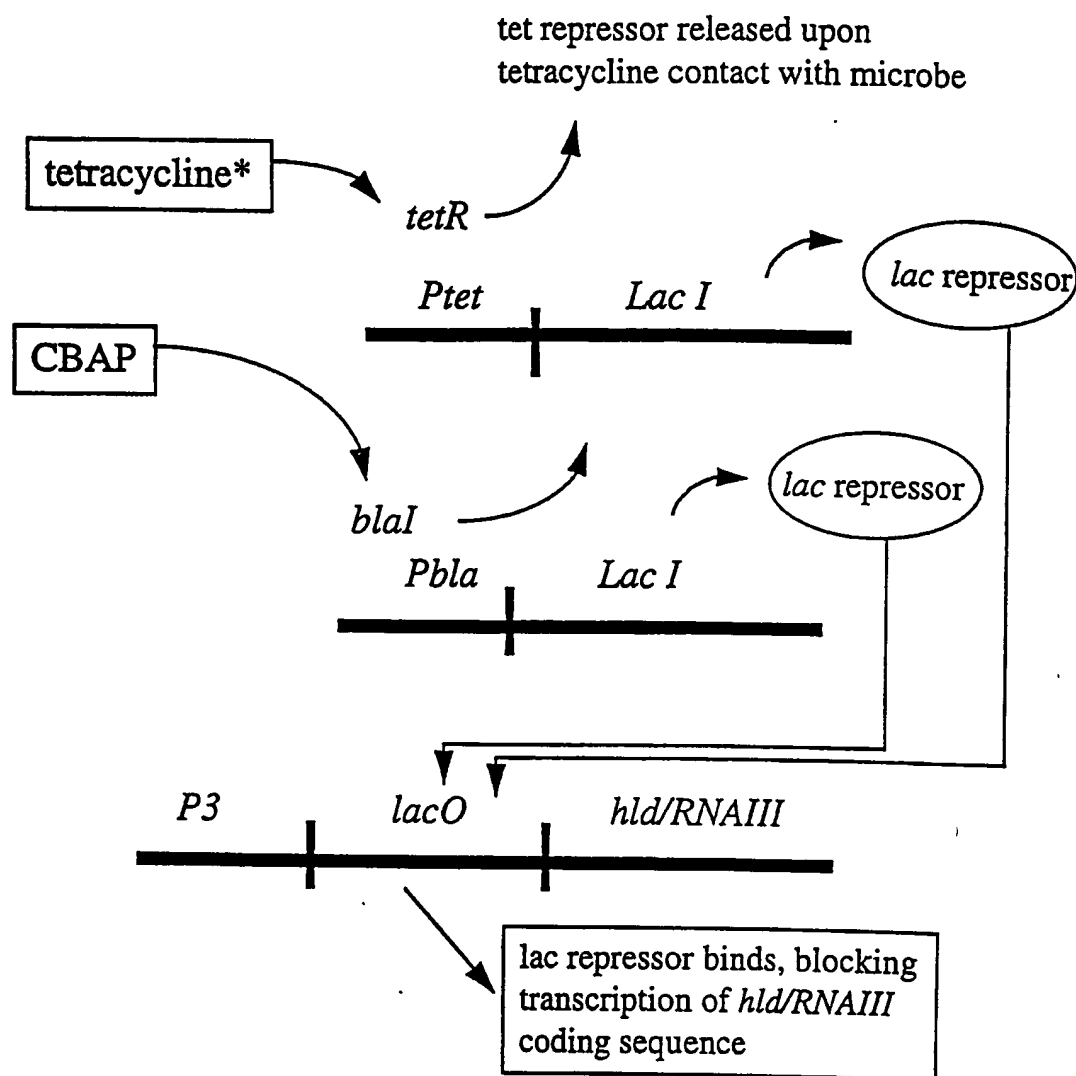 tet repressor released upon
tetracycline contact with microbe
tetracycline*
tetR
Ptet
Lac I
lac repressor
CBAP
blaI
lac repressor
Pbla
Lac I
P3
lacO
hld/RNAIII
lac repressor binds, blocking
transcription of hld/RNAIII
coding sequence